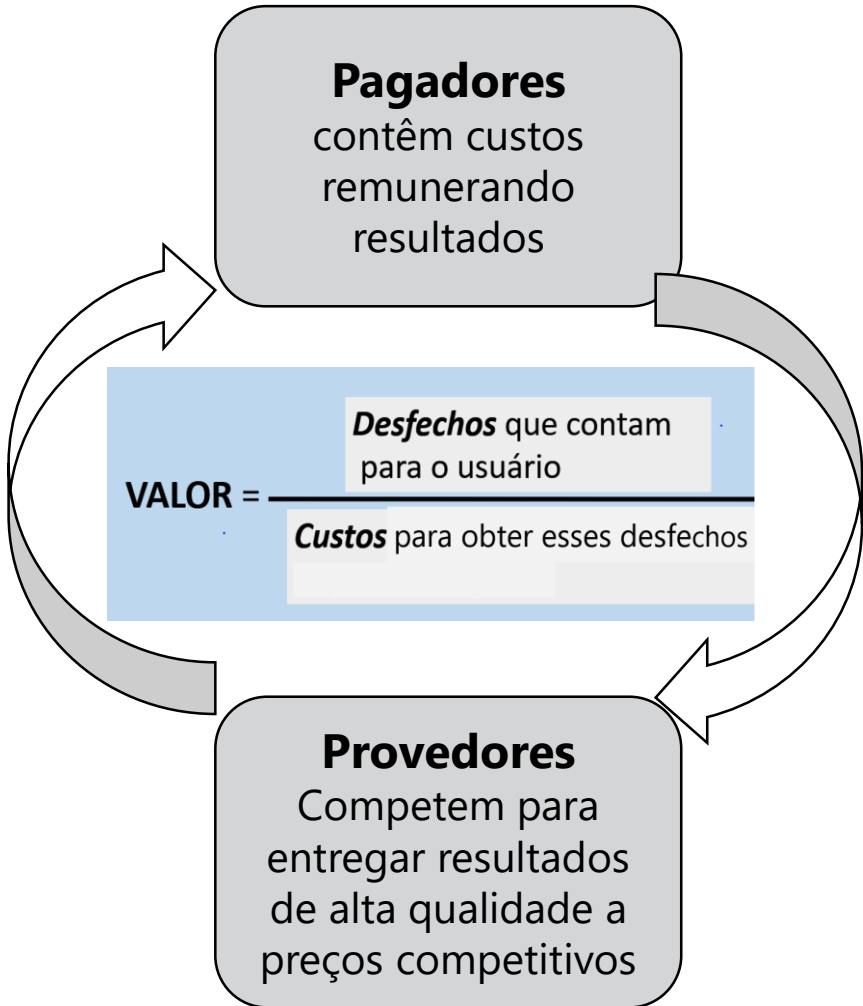 Pagadores
contêm custos
remunerando
resultados
Desfechos que contam
para o usuário
VALOR =
Custos para obter esses desfechos
Provedores
Competem para
entregar resultados
de alta qualidade a
preços competitivos